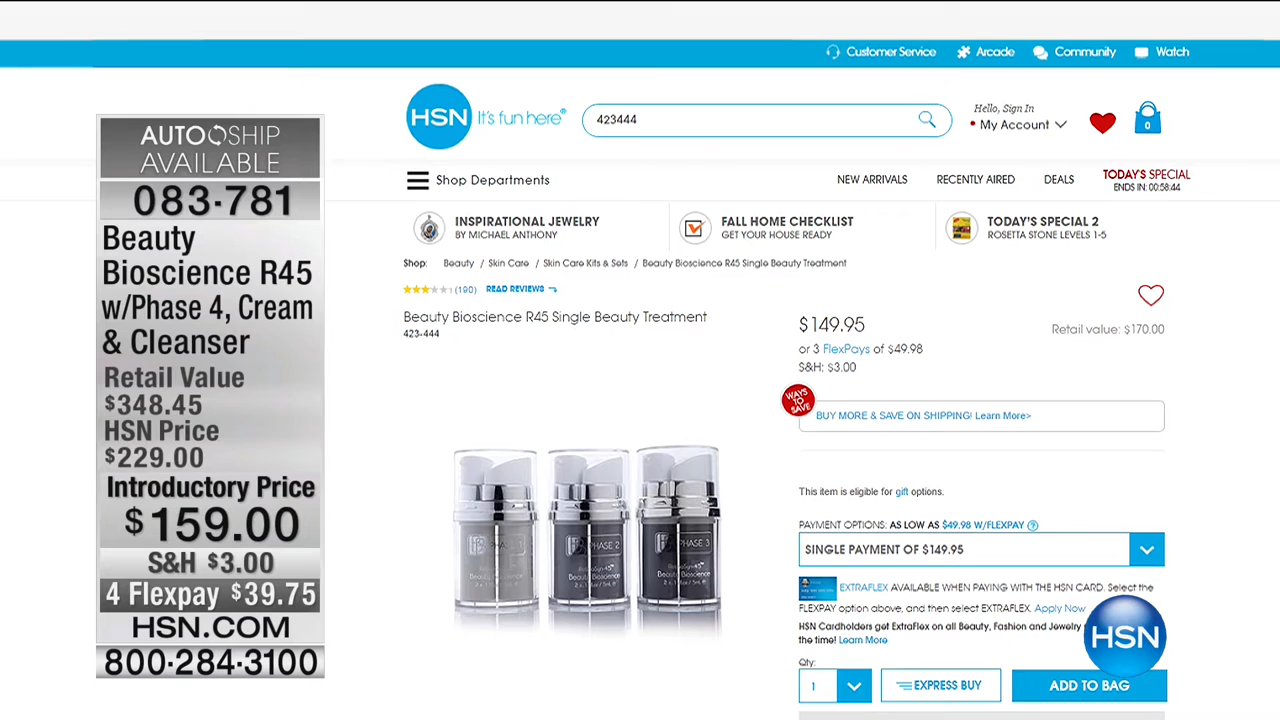 Customer Service
Arcade
Community
Watch
HSN
It's fun here®
423444
Hello, Sign In
My Account
0
Shop Departments
NEW ARRIVALS
RECENTLY AIRED
DEALS
TODAY'S SPECIAL
ENDS IN: 00:58:44
INSPIRATIONAL JEWELRY
BY MICHAEL ANTHONY
FALL HOME CHECKLIST
GET YOUR HOUSE READY
TODAY'S SPECIAL 2
ROSETTA STONE LEVELS 1-5
Shop: Beauty / Skin Care / Skin Care Kits & Sets / Beauty Bioscience R45 Single Beauty Treatment
(190) READ REVIEWS
Beauty Bioscience R45 Single Beauty Treatment
423-444
$149.95
Retail value: $170.00
or 3 FlexPays of $49.98
S&H: $3.00
WAYS
TO
SAVE
BUY MORE & SAVE ON SHIPPING! Learn More>
This item is eligible for gift options.
PAYMENT OPTIONS: AS LOW AS $49.98 W/FLEXPAY ?
SINGLE PAYMENT OF $149.95
EXTRAFLEX AVAILABLE WHEN PAYING WITH THE HSN CARD. Select the
FLEXPAY option above, and then select EXTRAFLEX. Apply Now
HSN Cardholders get ExtraFlex on all Beauty, Fashion and Jewelry
the time! Learn More
Qty:
1
EXPRESS BUY
ADD TO BAG
HSN
PHASE 2
Beauty Bioscience
PHASE 3
Beauty Bioscience
AUTOSHIP
AVAILABLE
083-781
Beauty
Bioscience R45
w/Phase 4, Cream
& Cleanser
Retail Value
$348.45
HSN Price
$229.00
Introductory Price
$159.00
S&H $3.00
4 Flexpay $39.75
HSN.COM
800-284-3100